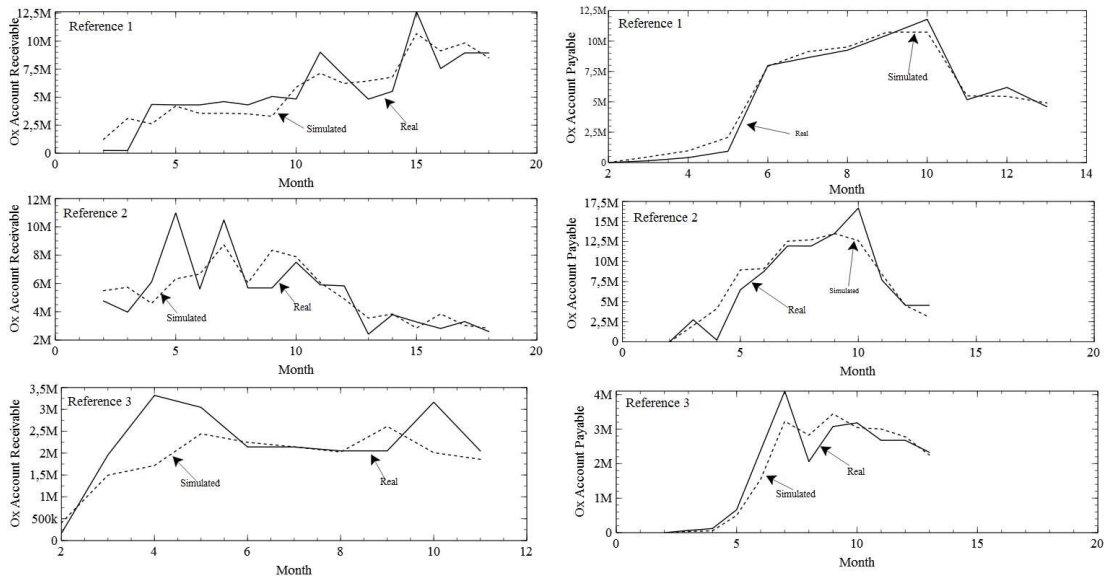 Ox Account Receivable
12,5M
10M
7,5M
5M
2,5M
0
Reference 1
Simulated
Real
0 5 10 15 20
Month
Ox Account Payable
12,5M
10M
7,5M
5M
2,5M
0
Reference 1
Simulated
Real
0 2 4 6 8 10 12 14
Month
Ox Account Receivable
12M
10M
8M
6M
4M
2M
Reference 2
Simulated
Real
0 5 10 15 20
Month
Ox Account Payable
17,5M
15M
12,5M
10M
7,5M
5M
2,5M
0
Reference 2
Real
Simulated
0 5 10 15 20
Month
Ox Account Receivable
3,5M
3M
2,5M
2M
1,5M
1M
500k
0
Reference 3
Simulated
Real
2 4 6 8 10 12
Month
Ox Account Payable
4M
3M
2M
1M
0
Reference 3
Real
Simulated
0 5 10 15 20
Month